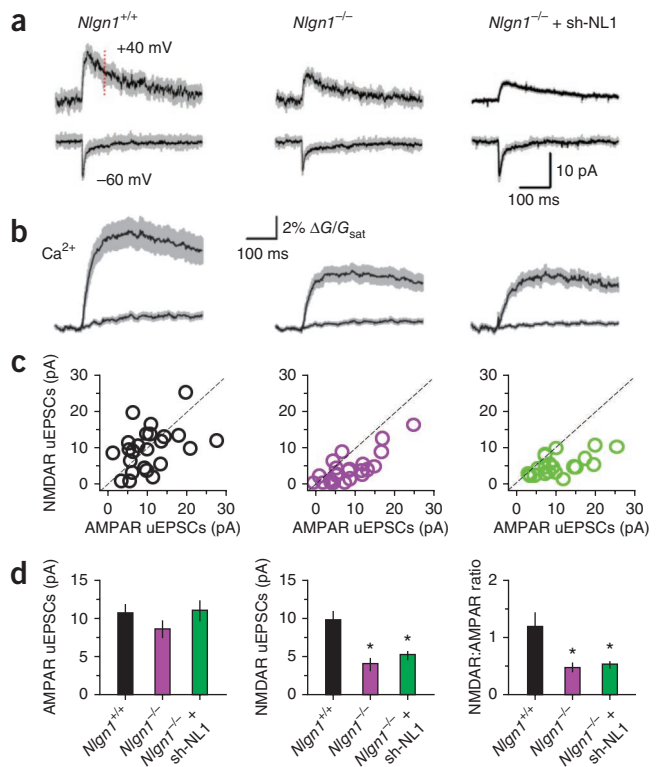 a
Nlgn1+/+
Nlgn1−/−
Nlgn1−/− + sh-NL1
+40 mV
−60 mV
10 pA
100 ms
b
Ca2+
2% ΔG/Gsat
100 ms
c
NMDAR uEPSCs (pA)
30
20
10
0
0 10 20 30
AMPAR uEPSCs (pA)
30
20
10
0
0 10 20 30
AMPAR uEPSCs (pA)
30
20
10
0
0 10 20 30
AMPAR uEPSCs (pA)
d
AMPAR uEPSCs (pA)
15
10
5
0
Nlgn1+/+
Nlgn1−/−
Nlgn1−/− +
sh-NL1
NMDAR uEPSCs (pA)
15
10
5
0
* *
Nlgn1+/+
Nlgn1−/−
Nlgn1−/− +
sh-NL1
NMDAR:AMPAR ratio
2
1
0
* *
Nlgn1+/+
Nlgn1−/−
Nlgn1−/− +
sh-NL1